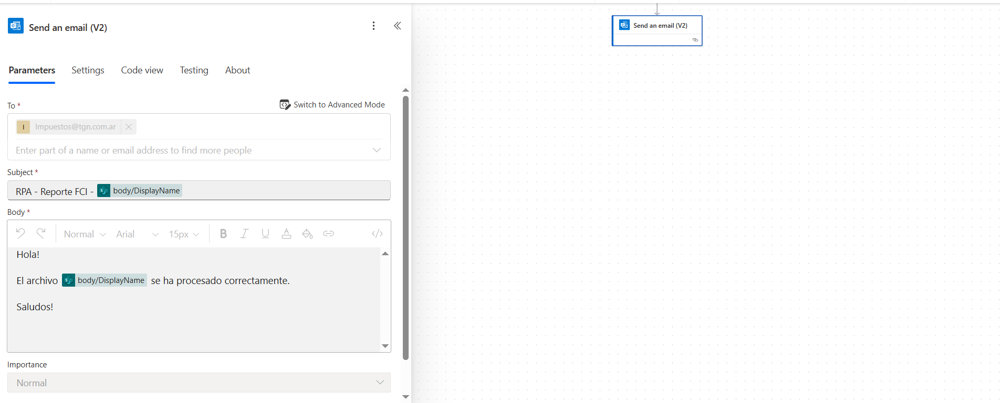 Send an email (V2)
Parameters Settings Code view Testing About
To *
Switch to Advanced Mode
I Impuestos@tgn.com.ar
Enter part of a name or email address to find more people
Subject *
RPA - Reporte FCI - body/DisplayName
Body *
Normal Arial 15px B I U A </>
Hola!
El archivo body/DisplayName se ha procesado correctamente.
Saludos!
Importance
Normal
Send an email (V2)